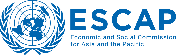 ESCAP
Economic and Social Commission
for Asia and the Pacific